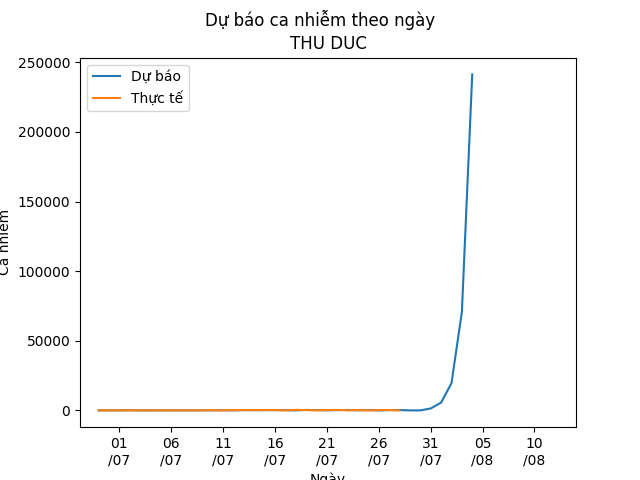 Dự báo ca nhiễm theo ngày
THU DUC
Dự báo
Thực tế
Ca nhiễm
250000
200000
150000
100000
50000
0
01 06 11 16 21 26 31 05 10
/07 /07 /07 /07 /07 /07 /07 /08 /08
Ngày